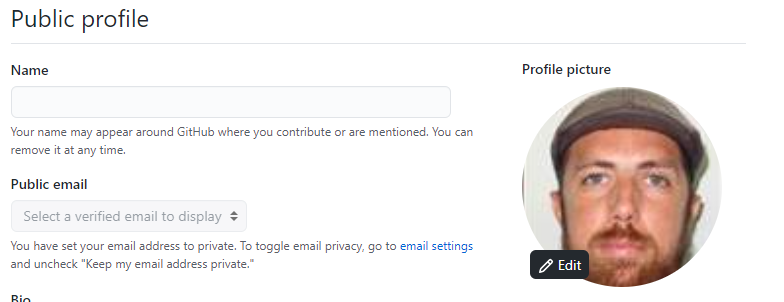 Public profile
Name
Profile picture
Your name may appear around GitHub where you contribute or are mentioned. You can
remove it at any time.
Public email
Select a verified email to display
You have set your email address to private. To toggle email privacy, go to email settings
and uncheck "Keep my email address private."
Edit
Bio